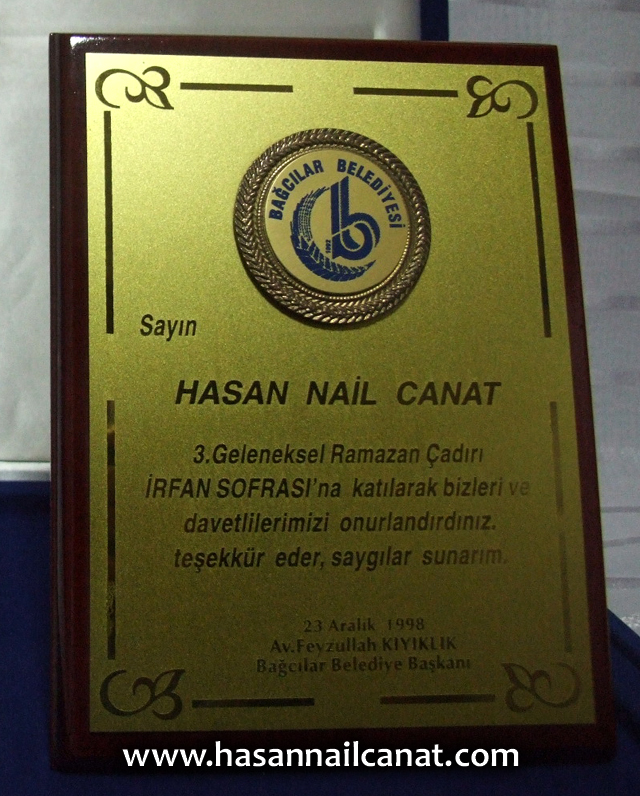 BAĞCILAR BELEDİYESİ
b
Sayın
HASAN NAİL CANAT
3.Geleneksel Ramazan Çadırı
İRFAN SOFRASI'na katılarak bizleri ve
davetlilerimizi onurlandırdınız.
teşekkür eder, saygılar sunarım.
23 Aralık 1998
Av.Feyzullah KIYIKLIK
Bağcılar Belediye Başkanı
www.hasannailcanat.com